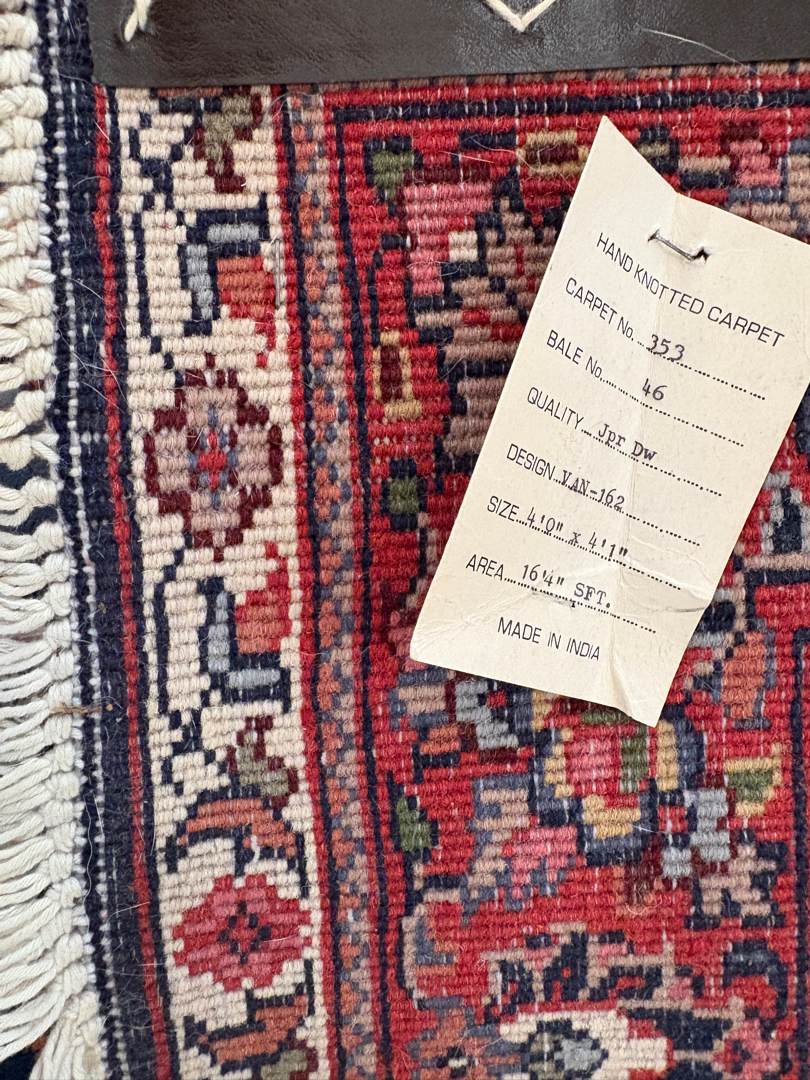 HAND KNOTTED CARPET
CARPET No. 353
BALE No. 46
QUALITY Jpr Dw
DESIGN VAN-162
SIZE 4'0" x 4'1"
AREA 16'4" SFT.
MADE IN INDIA